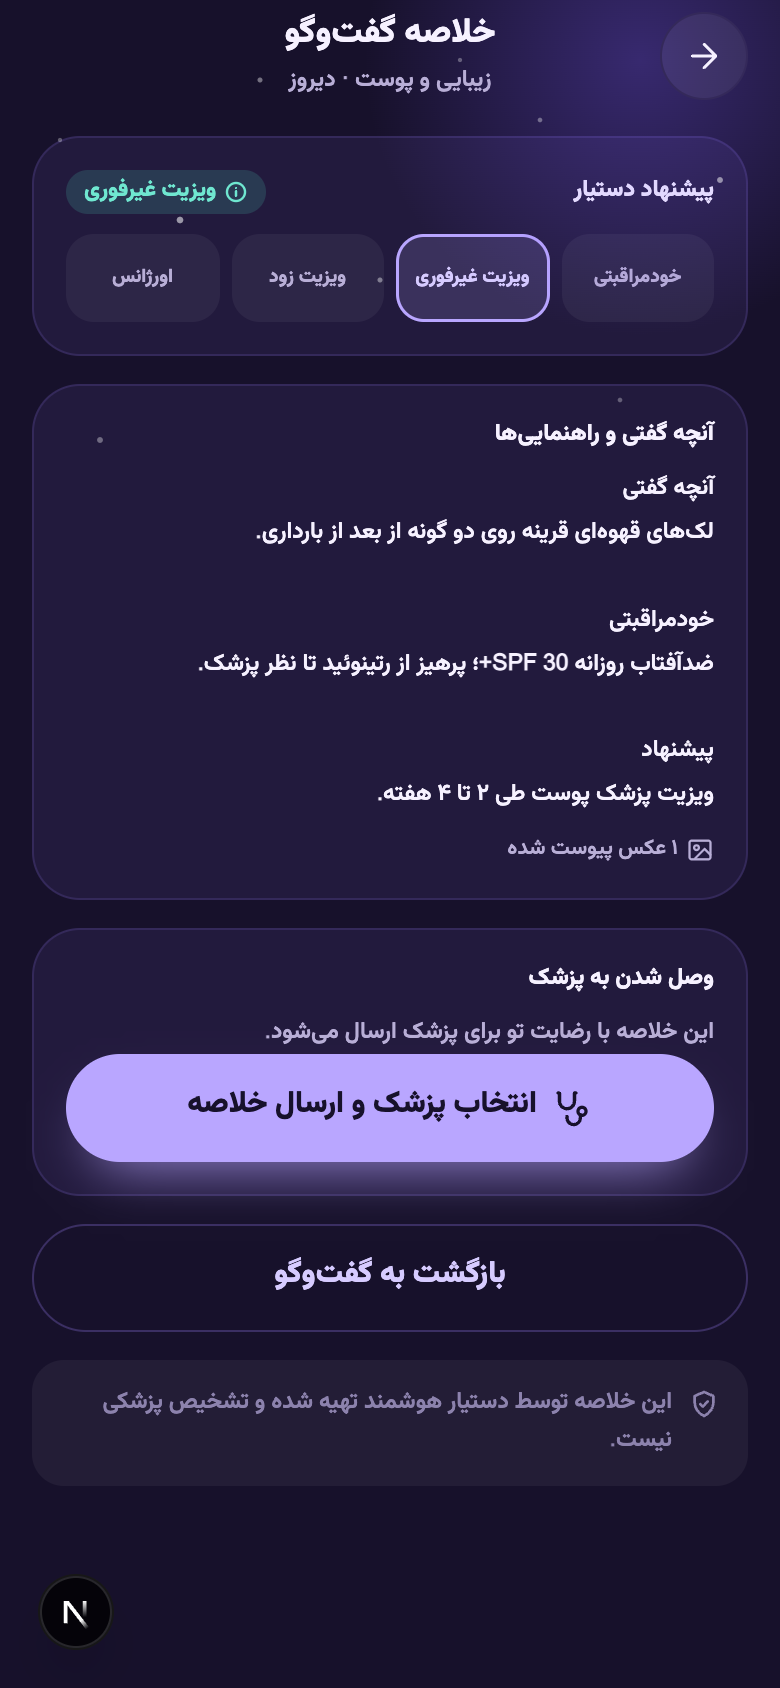 خلاصه گفت‌وگو
زیبایی و پوست · دیروز
پیشنهاد دستیار
ویزیت غیرفوری
خودمراقبتی
ویزیت غیرفوری
ویزیت زود
اورژانس
آنچه گفتی و راهنمایی‌ها
آنچه گفتی
لک‌های قهوه‌ای قرینه روی دو گونه از بعد از بارداری.
خودمراقبتی
ضدآفتاب روزانه SPF 30+؛ پرهیز از رتینوئید تا نظر پزشک.
پیشنهاد
ویزیت پزشک پوست طی ۲ تا ۴ هفته.
۱ عکس پیوست شده
وصل شدن به پزشک
این خلاصه با رضایت تو برای پزشک ارسال می‌شود.
انتخاب پزشک و ارسال خلاصه
بازگشت به گفت‌وگو
این خلاصه توسط دستیار هوشمند تهیه شده و تشخیص پزشکی
نیست.
N